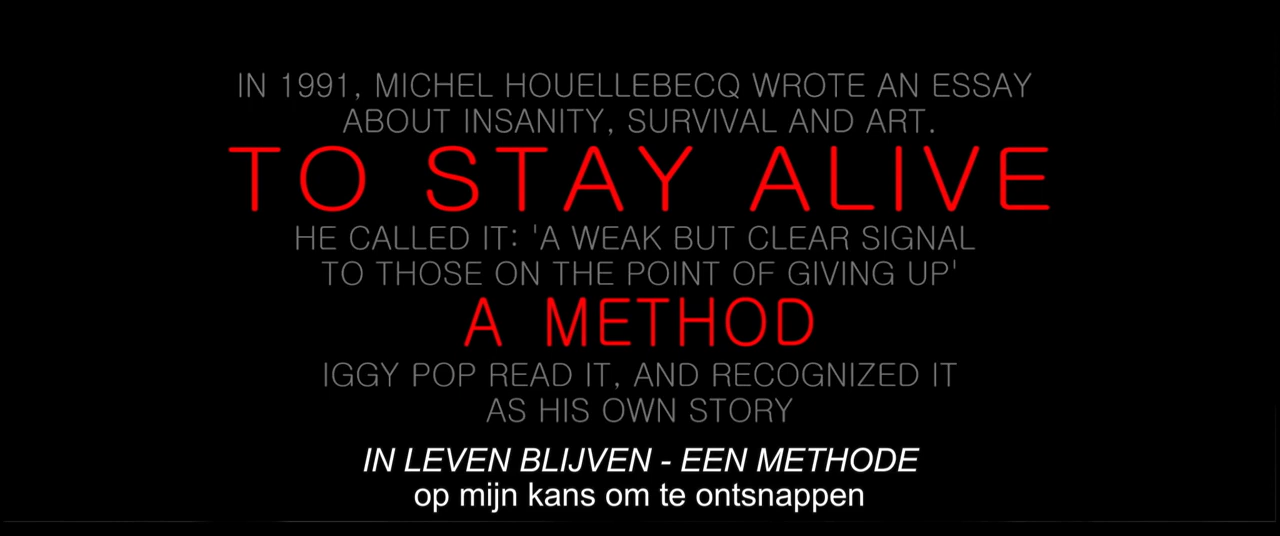 IN 1991, MICHEL HOUELLEBECQ WROTE AN ESSAY
ABOUT INSANITY, SURVIVAL AND ART.
TO STAY ALIVE
HE CALLED IT: 'A WEAK BUT CLEAR SIGNAL
TO THOSE ON THE POINT OF GIVING UP'
A METHOD
IGGY POP READ IT, AND RECOGNIZED IT
AS HIS OWN STORY
IN LEVEN BLIJVEN - EEN METHODE
op mijn kans om te ontsnappen